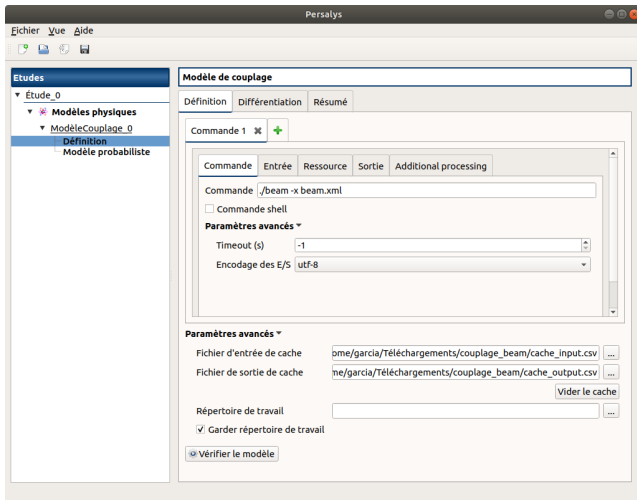 Persalys
Fichier Vue Aide
Etudes
Étude_0
Modèles physiques
ModèleCouplage_0
Définition
Modèle probabiliste
Modèle de couplage
Définition Différentiation Résumé
Commande 1
Commande Entrée Ressource Sortie Additional processing
Commande ./beam -x beam.xml
Commande shell
Paramètres avancés
Timeout (s) -1
Encodage des E/S utf-8
Paramètres avancés
Fichier d'entrée de cache ome/garcia/Téléchargements/couplage_beam/cache_input.csv ...
Fichier de sortie de cache me/garcia/Téléchargements/couplage_beam/cache_output.csv ...
Vider le cache
Répertoire de travail ...
Garder répertoire de travail
Vérifier le modèle